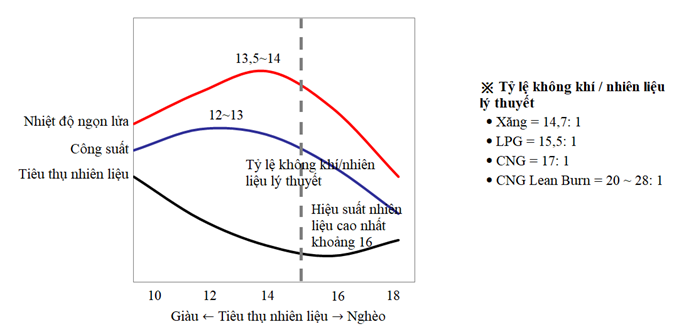 13,5~14
12~13
Nhiệt độ ngọn lửa
Công suất
Tiêu thụ nhiên liệu
Tỷ lệ không khí/nhiên
liệu lý thuyết
Hiệu suất nhiên
liệu cao nhất
khoảng 16
10 12 14 16 18
Giàu ← Tiêu thụ nhiên liệu → Nghèo
※ Tỷ lệ không khí / nhiên liệu
lý thuyết
• Xăng = 14,7: 1
• LPG = 15,5: 1
• CNG = 17: 1
• CNG Lean Burn = 20 ~ 28: 1